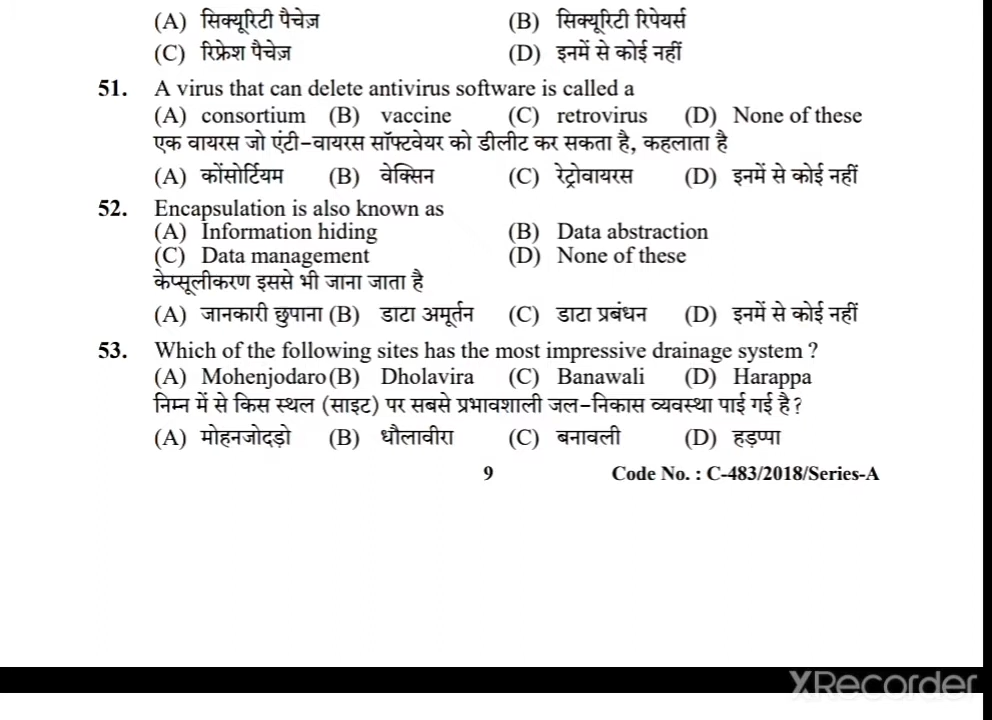 (A) सिक्यूरिटी पैचेज़ (B) सिक्यूरिटी रिपेयर्स
(C) रिफ्रेश पैचेज़ (D) इनमें से कोई नहीं
51. A virus that can delete antivirus software is called a
(A) consortium (B) vaccine (C) retrovirus (D) None of these
एक वायरस जो एंटी-वायरस सॉफ्टवेयर को डीलीट कर सकता है, कहलाता है
(A) कोंसोर्टियम (B) वेक्सिन (C) रेट्रोवायरस (D) इनमें से कोई नहीं
52. Encapsulation is also known as
(A) Information hiding (B) Data abstraction
(C) Data management (D) None of these
केप्सूलीकरण इससे भी जाना जाता है
(A) जानकारी छुपाना (B) डाटा अमूर्तन (C) डाटा प्रबंधन (D) इनमें से कोई नहीं
53. Which of the following sites has the most impressive drainage system ?
(A) Mohenjodaro (B) Dholavira (C) Banawali (D) Harappa
निम्न में से किस स्थल (साइट) पर सबसे प्रभावशाली जल-निकास व्यवस्था पाई गई है?
(A) मोहनजोदड़ो (B) धौलावीरा (C) बनावली (D) हड़प्पा
9 Code No. : C-483/2018/Series-A
XRecorder